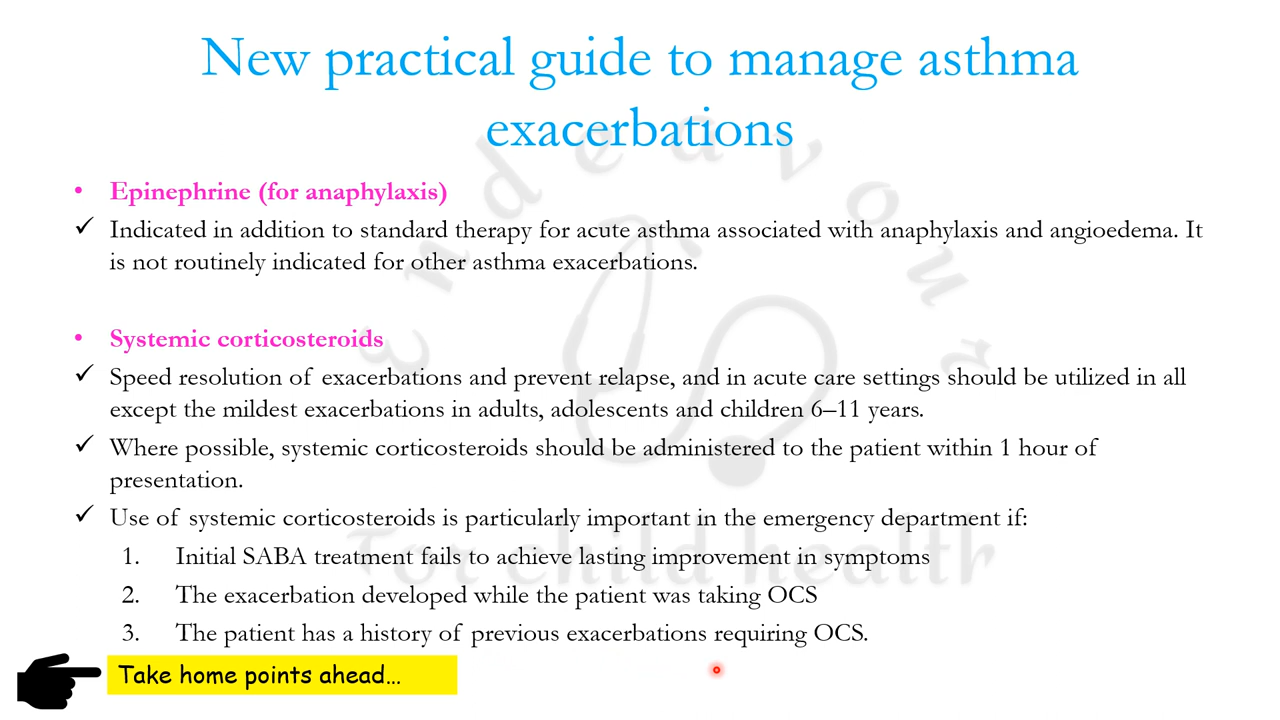 New practical guide to manage asthma
exacerbations
• Epinephrine (for anaphylaxis)
✓ Indicated in addition to standard therapy for acute asthma associated with anaphylaxis and angioedema. It
is not routinely indicated for other asthma exacerbations.
• Systemic corticosteroids
✓ Speed resolution of exacerbations and prevent relapse, and in acute care settings should be utilized in all
except the mildest exacerbations in adults, adolescents and children 6–11 years.
✓ Where possible, systemic corticosteroids should be administered to the patient within 1 hour of
presentation.
✓ Use of systemic corticosteroids is particularly important in the emergency department if:
1. Initial SABA treatment fails to achieve lasting improvement in symptoms
2. The exacerbation developed while the patient was taking OCS
3. The patient has a history of previous exacerbations requiring OCS.
Take home points ahead...
Endeavour
For child health